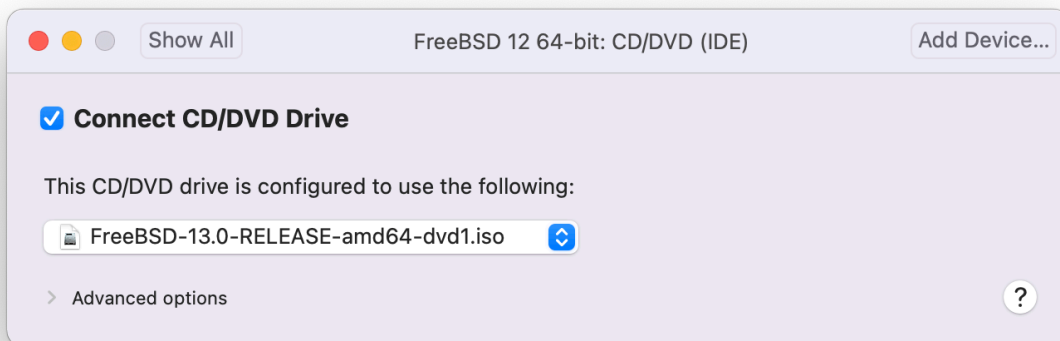 Show All FreeBSD 12 64-bit: CD/DVD (IDE) Add Device...
Connect CD/DVD Drive
This CD/DVD drive is configured to use the following:
FreeBSD-13.0-RELEASE-amd64-dvd1.iso
Advanced options ?